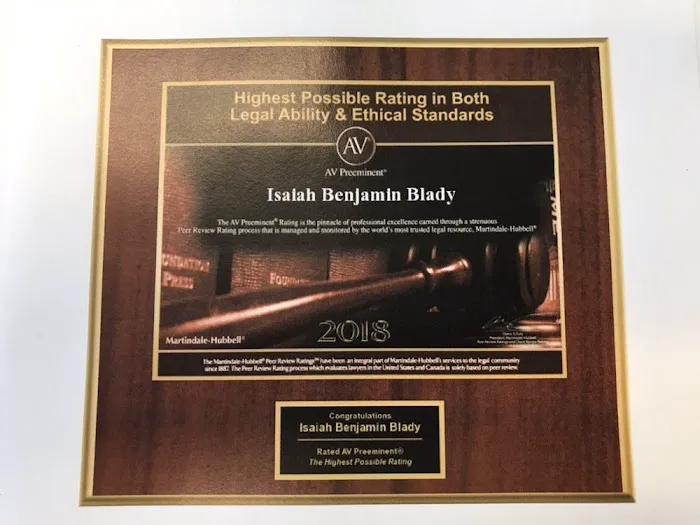 Highest Possible Rating in Both
Legal Ability & Ethical Standards
AV®
AV Preeminent®
Isaiah Benjamin Blady
The AV Preeminent® Rating is the pinnacle of professional excellence earned through a strenuous
Peer Review Rating process that is managed and monitored by the world's most trusted legal resource, Martindale-Hubbell®
FOUNDATION
PRESS
2018
Martindale-Hubbell®
The Martindale-Hubbell® Peer Review Ratings℠ have been an integral part of Martindale-Hubbell's services to the legal community
since 1887. The Peer Review Rating process which evaluates lawyers in the United States and Canada is solely based on peer review.
Congratulations
Isaiah Benjamin Blady
Rated AV Preeminent®
The Highest Possible Rating